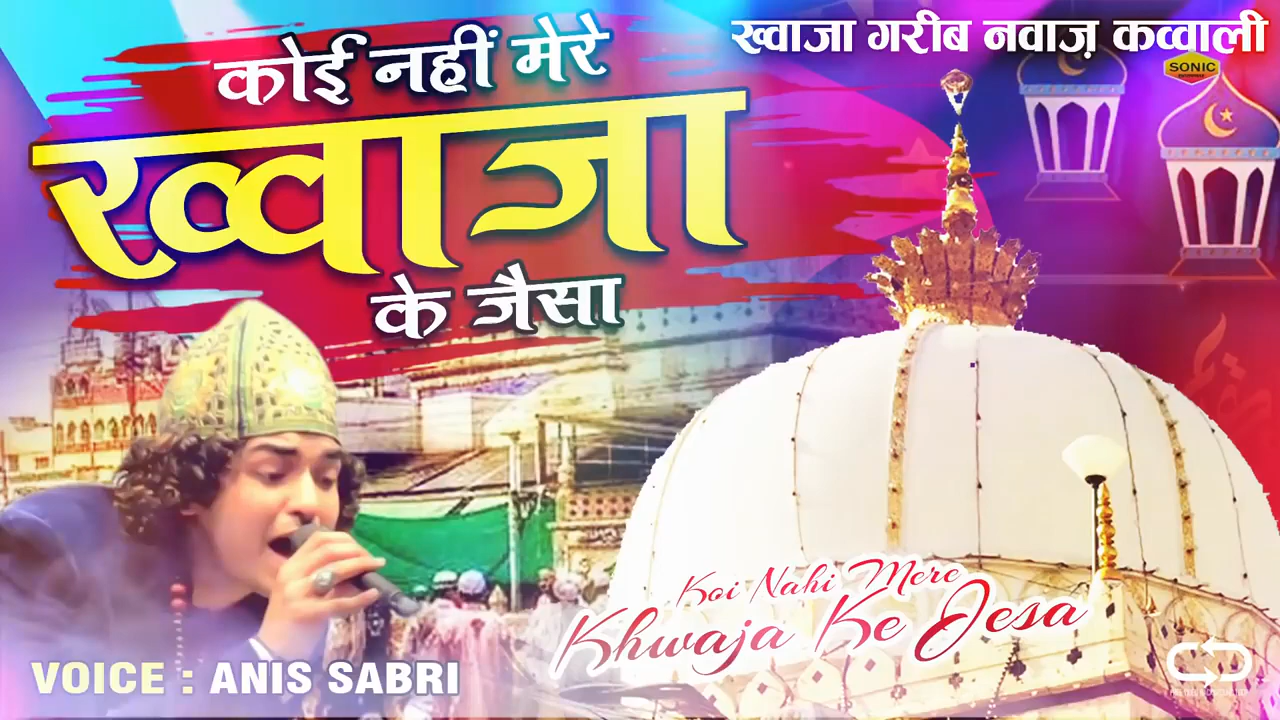 ख्वाजा गरीब नवाज़ कव्वाली
SONIC
कोई नहीं मेरे
ख्वाजा
के जैसा
Koi Nahi Mere
Khwaja Ke Jesa
VOICE : ANIS SABRI